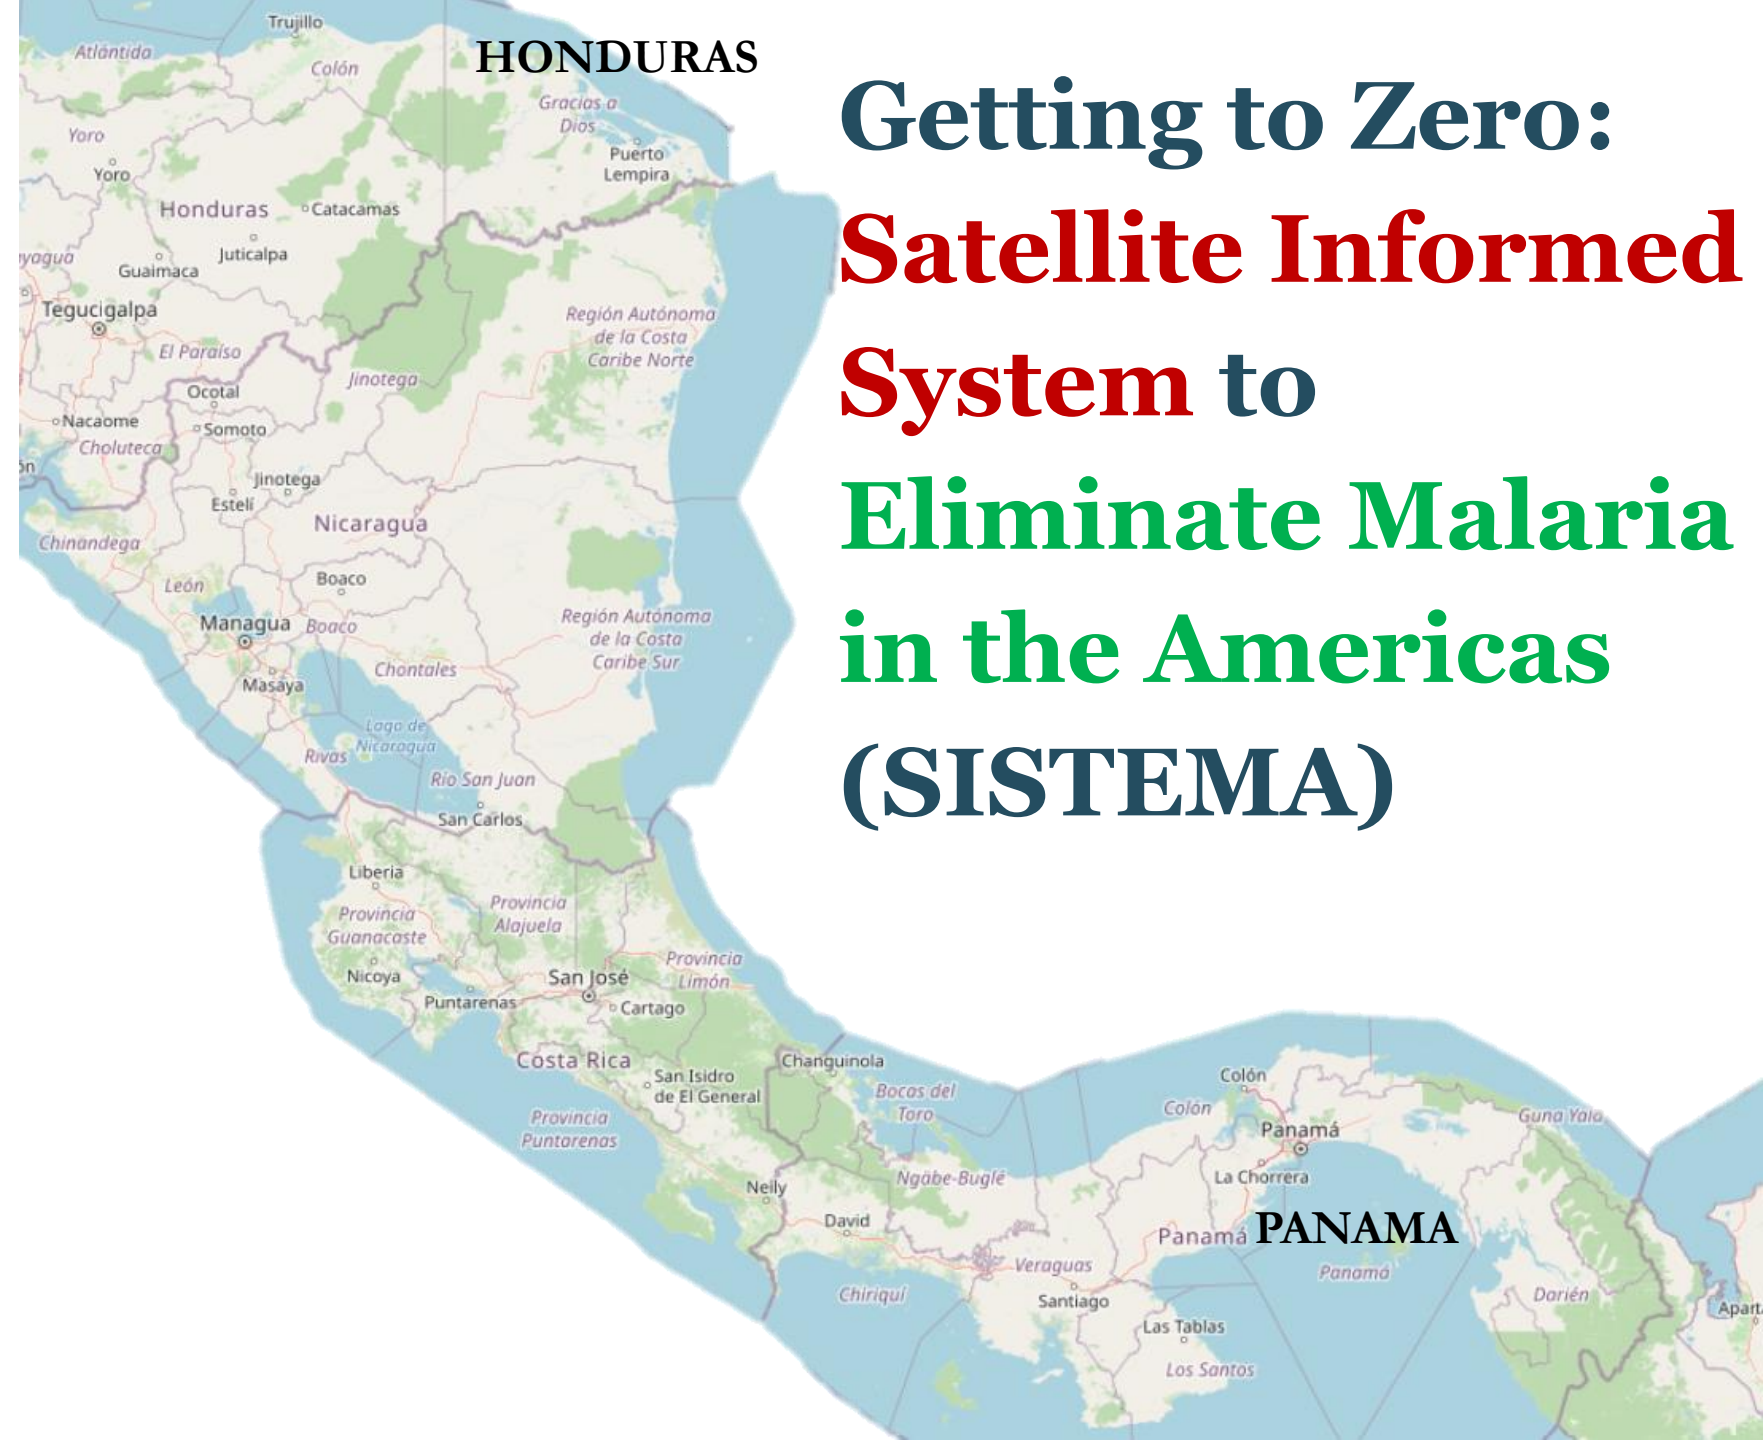 Getting to Zero:
Satellite Informed
System to
Eliminate Malaria
in the Americas
(SISTEMA)
HONDURAS
PANAMA
Trujillo
Atlántida
Colón
Gracias a
Dios
Yoro
Yoro
Puerto
Lempira
Honduras
Catacamas
Juticalpa
Guaimaca
Tegucigalpa
El Paraíso
Región Autónoma
de la Costa
Caribe Norte
Jinotega
Ocotal
Nacaome
Somoto
Choluteca
Jinotega
Estelí
Nicaragua
Chinandega
León
Boaco
Managua
Boaco
Región Autónoma
de la Costa
Caribe Sur
Chontales
Masaya
Lago de
Nicaragua
Rivas
Río San Juan
San Carlos
Liberia
Provincia
Guanacaste
Provincia
Alajuela
Nicoya
San José
Provincia
Limón
Puntarenas
Cartago
Costa Rica
San Isidro
de El General
Changuinola
Bocas del
Toro
Provincia
Puntarenas
Colón
Colón
Guna Yala
Panamá
La Chorrera
Ngäbe-Buglé
Neily
David
Panamá
Veraguas
Panamá
Chiriquí
Santiago
Darién
Las Tablas
Los Santos